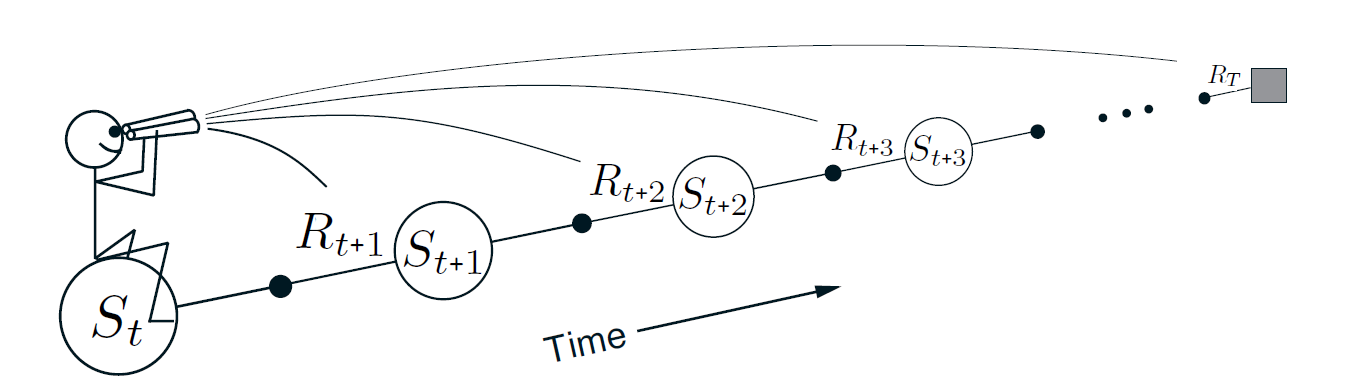 R_T
R_{t+3} S_{t+3}
R_{t+2} S_{t+2}
R_{t+1} S_{t+1}
S_t
Time